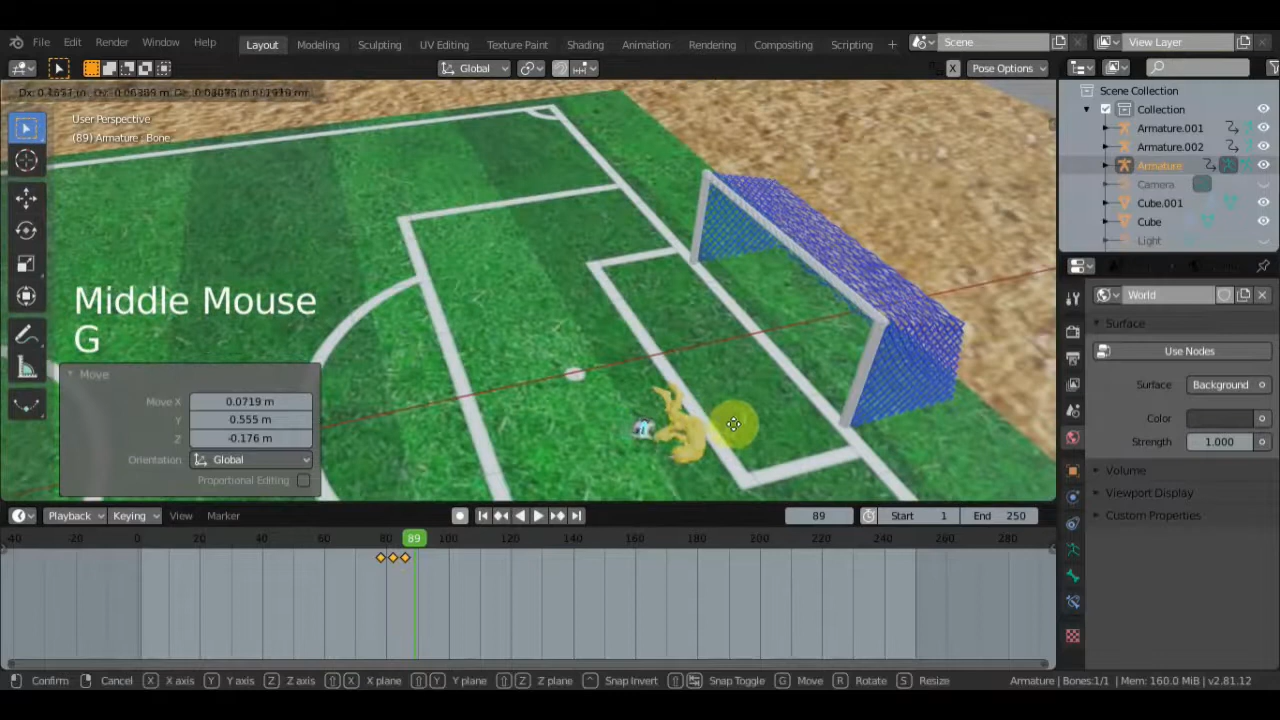 File Edit Render Window Help Layout Modeling Sculpting UV Editing Texture Paint Shading Animation Rendering Compositing Scripting + Scene View Layer
Global X Pose Options
User Perspective
(89) Armature : Bone
Scene Collection
Collection
Armature.001
Armature.002
Armature
Camera
Cube.001
Cube
Light
Middle Mouse
G
Move
Move X 0.0719 m
Y 0.555 m
Z -0.176 m
Orientation Global
Proportional Editing
World
Surface
Use Nodes
Surface: Background
Color
Strength 1.000
Volume
Viewport Display
Custom Properties
Playback Keying View Marker 89 Start 1 End 250
-40 -20 0 20 40 60 80 89 100 120 140 160 180 200 220 240 260 280
Confirm Cancel X X axis Y Y axis Z Z axis X X plane Y Y plane Z Z plane Snap Invert Snap Toggle G Move R Rotate S Resize Armature | Bones:1/1 | Mem: 160.0 MiB | v2.81.12